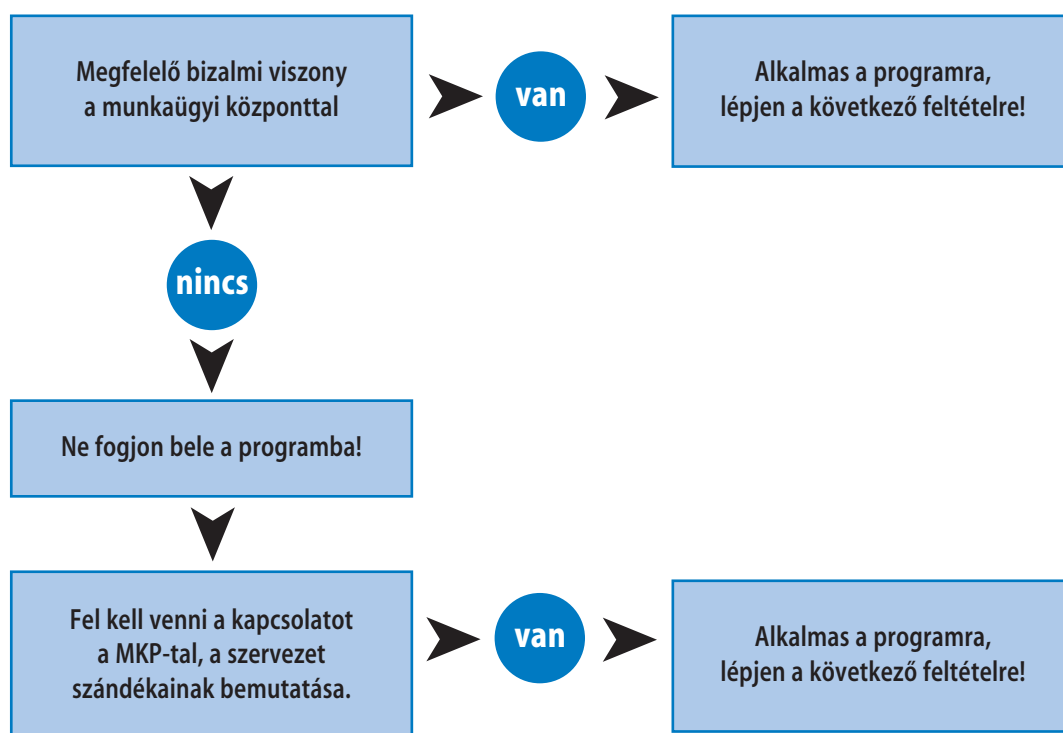 Megfelelő bizalmi viszony
a munkaügyi központtal
van
Alkalmas a programra,
lépjen a következő feltételre!
nincs
Ne fogjon bele a programba!
Fel kell venni a kapcsolatot
a MKP-tal, a szervezet
szándékainak bemutatása.
van
Alkalmas a programra,
lépjen a következő feltételre!